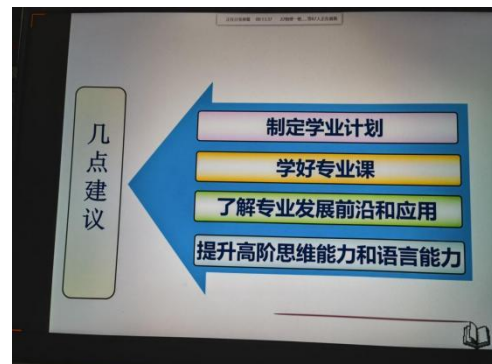 几点建议
制定学业计划
学好专业课
了解专业发展前沿和应用
提升高阶思维能力和语言能力